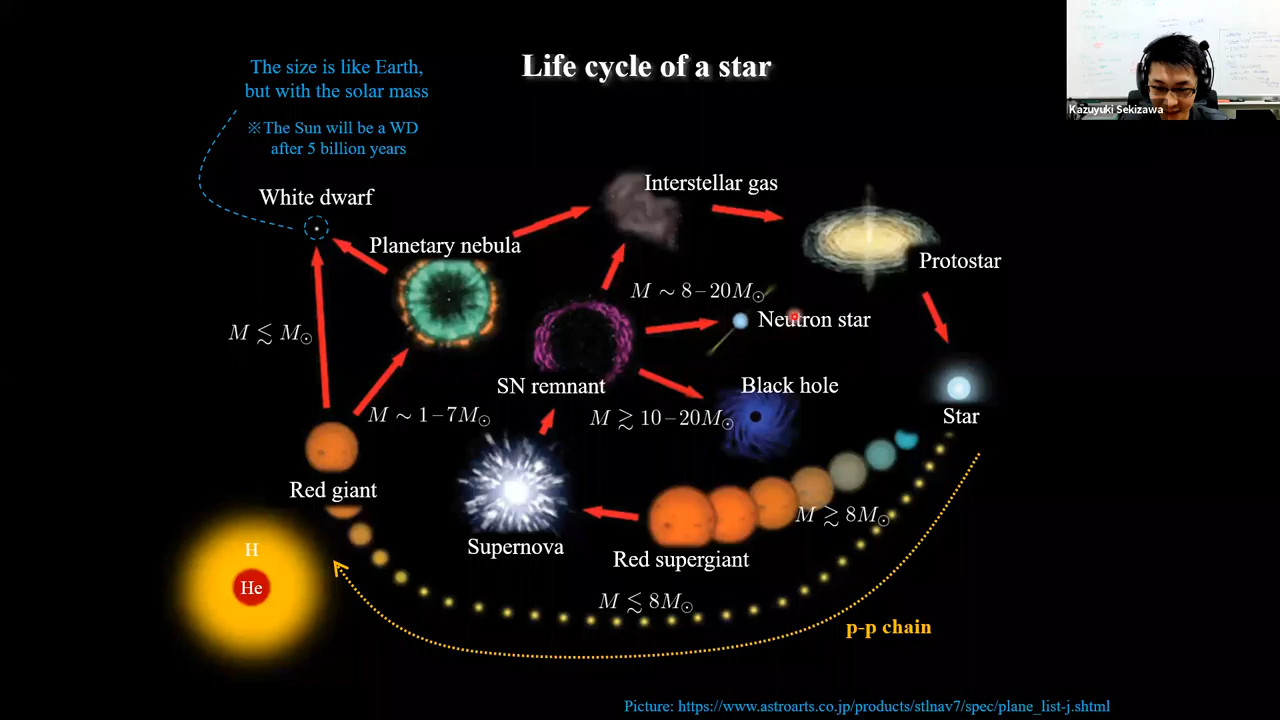 Life cycle of a star
The size is like Earth,
but with the solar mass
※The Sun will be a WD
after 5 billion years
Kazuyuki Sekizawa
White dwarf
Interstellar gas
Planetary nebula
Protostar
M ∼ 8 – 20M⊙
Neutron star
M ≲ M⊙
SN remnant
Black hole
M ∼ 1 – 7M⊙
M ≳ 10 – 20M⊙
Star
Red giant
M ≳ 8M⊙
Supernova
Red supergiant
H
He
M ≲ 8M⊙
p-p chain
Picture: https://www.astroarts.co.jp/products/stlnav7/spec/plane_list-j.shtml